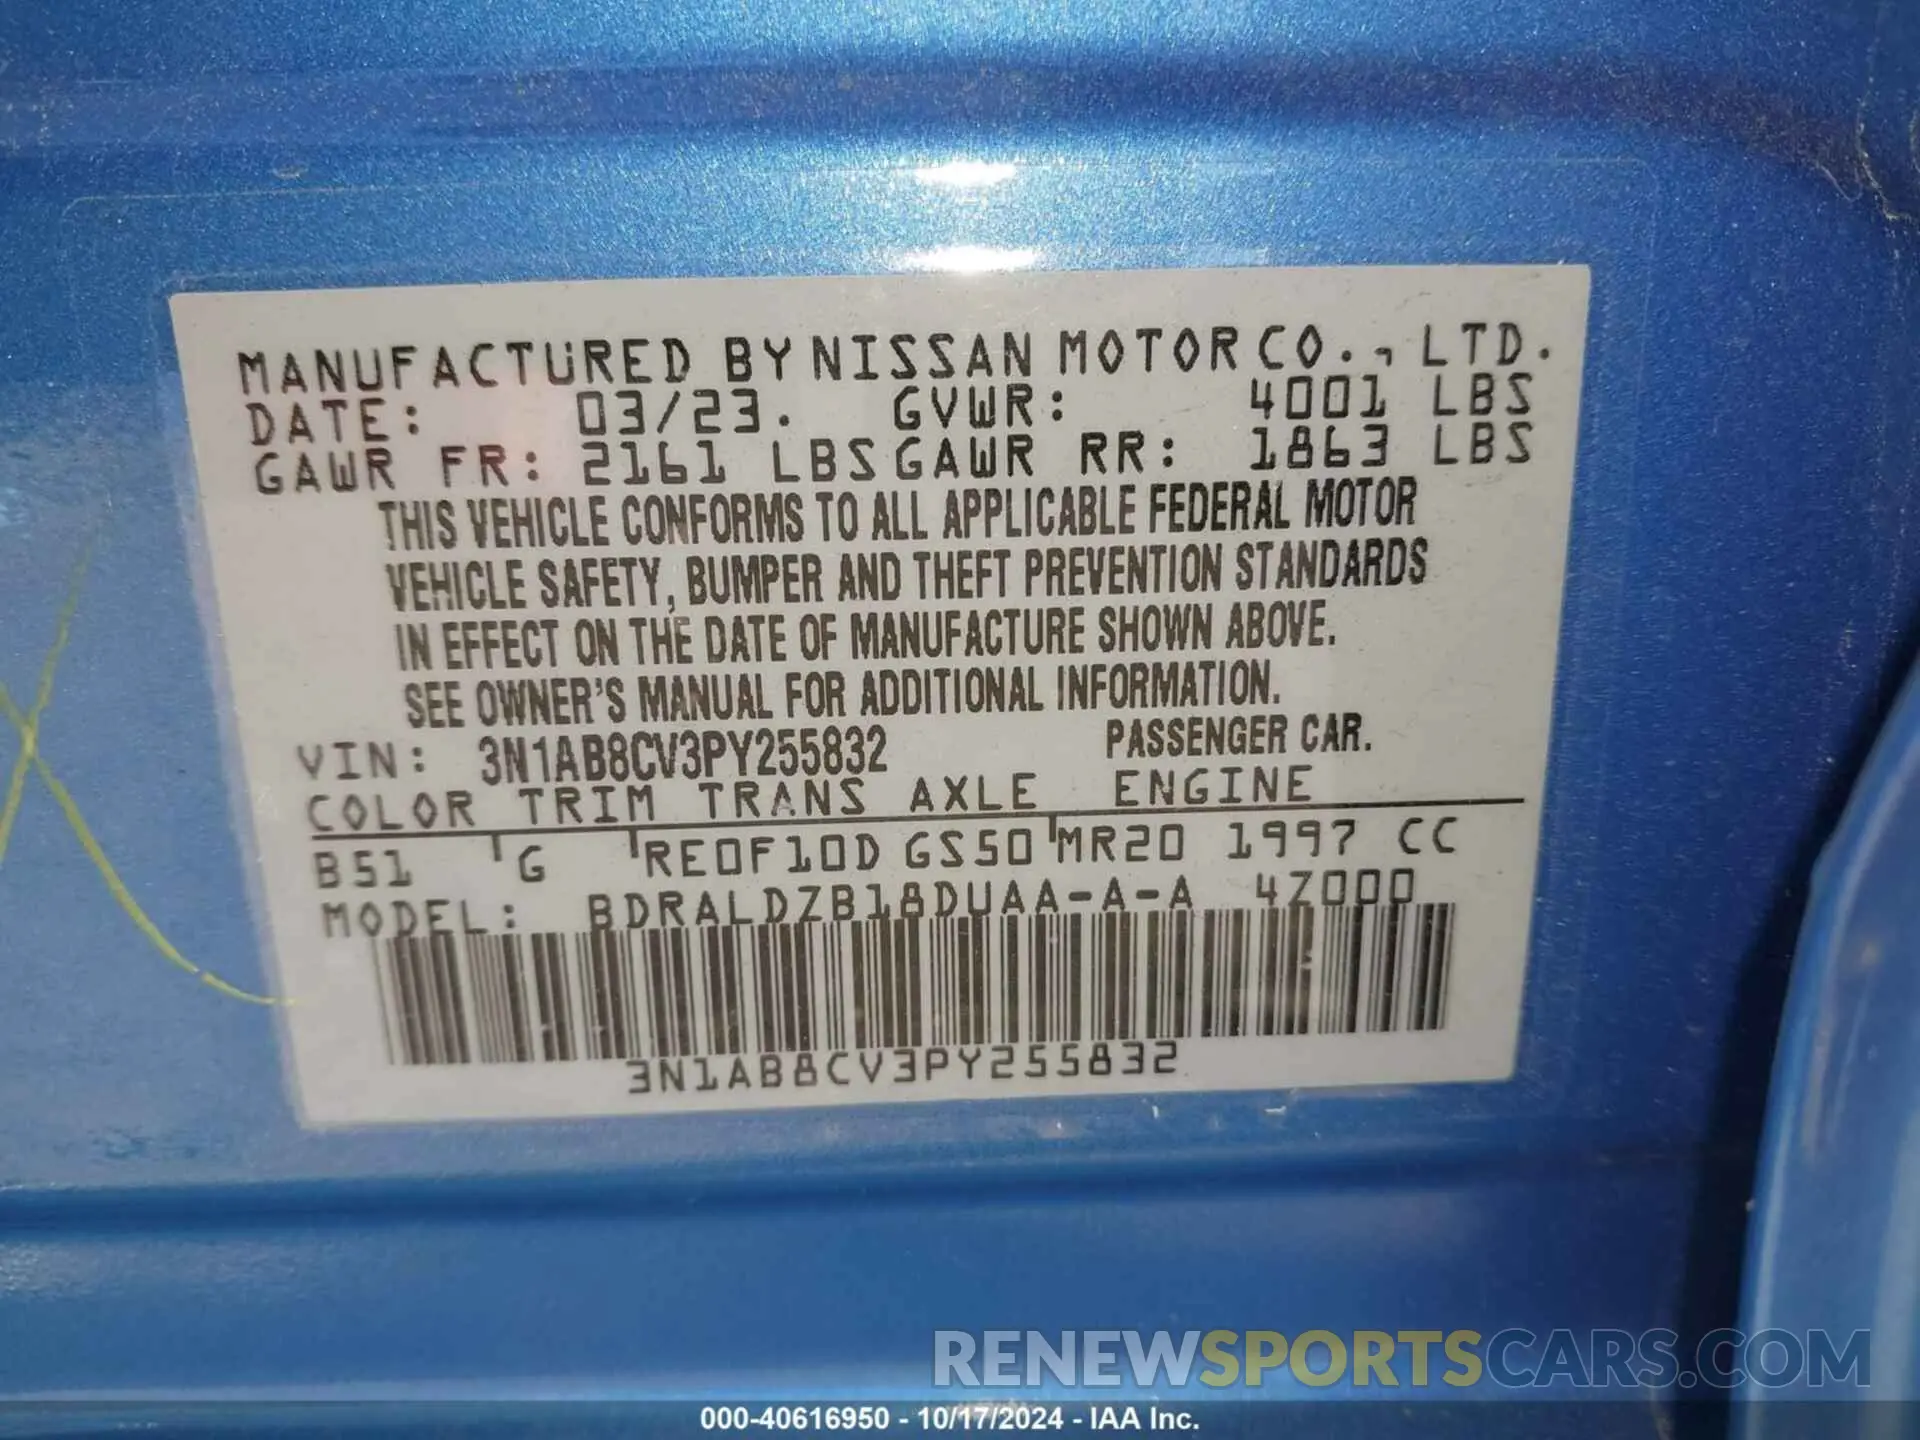 MANUFACTURED BY NISSAN MOTOR CO., LTD.
DATE: 03/23. GVWR: 4001 LBS
GAWR FR: 2161 LBS GAWR RR: 1863 LBS
THIS VEHICLE CONFORMS TO ALL APPLICABLE FEDERAL MOTOR
VEHICLE SAFETY, BUMPER AND THEFT PREVENTION STANDARDS
IN EFFECT ON THE DATE OF MANUFACTURE SHOWN ABOVE.
SEE OWNER'S MANUAL FOR ADDITIONAL INFORMATION.
VIN: 3N1AB8CV3PY255832 PASSENGER CAR.
COLOR TRIM TRANS AXLE ENGINE
B51 G RE0F10D GS50 MR20 1997 CC
MODEL: BDRALDZB18DUAA-A-A 4Z000
3N1AB8CV3PY255832
RENEWSPORTSCARS.COM
000-40616950 - 10/17/2024 - IAA Inc.